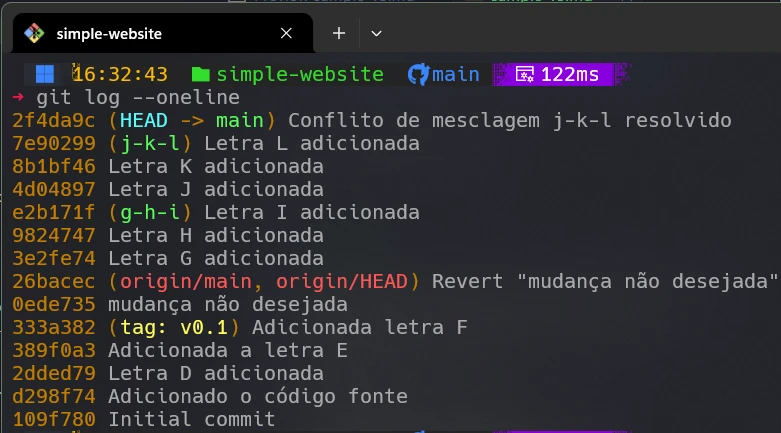 simple-website
16:32:43 simple-website main 122ms
→ git log --oneline
2f4da9c (HEAD -> main) Conflito de mesclagem j-k-l resolvido
7e90299 (j-k-l) Letra L adicionada
8b1bf46 Letra K adicionada
4d04897 Letra J adicionada
e2b171f (g-h-i) Letra I adicionada
9824747 Letra H adicionada
3e2fe74 Letra G adicionada
26bacec (origin/main, origin/HEAD) Revert "mudança não desejada"
0ede735 mudança não desejada
333a382 (tag: v0.1) Adicionada letra F
389f0a3 Adicionada a letra E
2dded79 Letra D adicionada
d298f74 Adicionado o código fonte
109f780 Initial commit